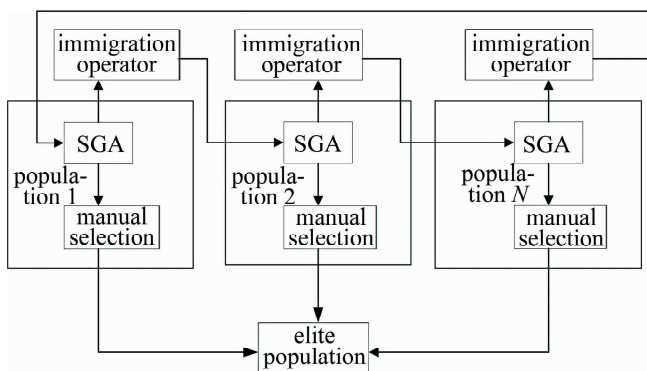 immigration
operator
immigration
operator
immigration
operator
SGA
SGA
SGA
popula-
tion 1
popula-
tion 2
popula-
tion N
manual
selection
manual
selection
manual
selection
elite
population